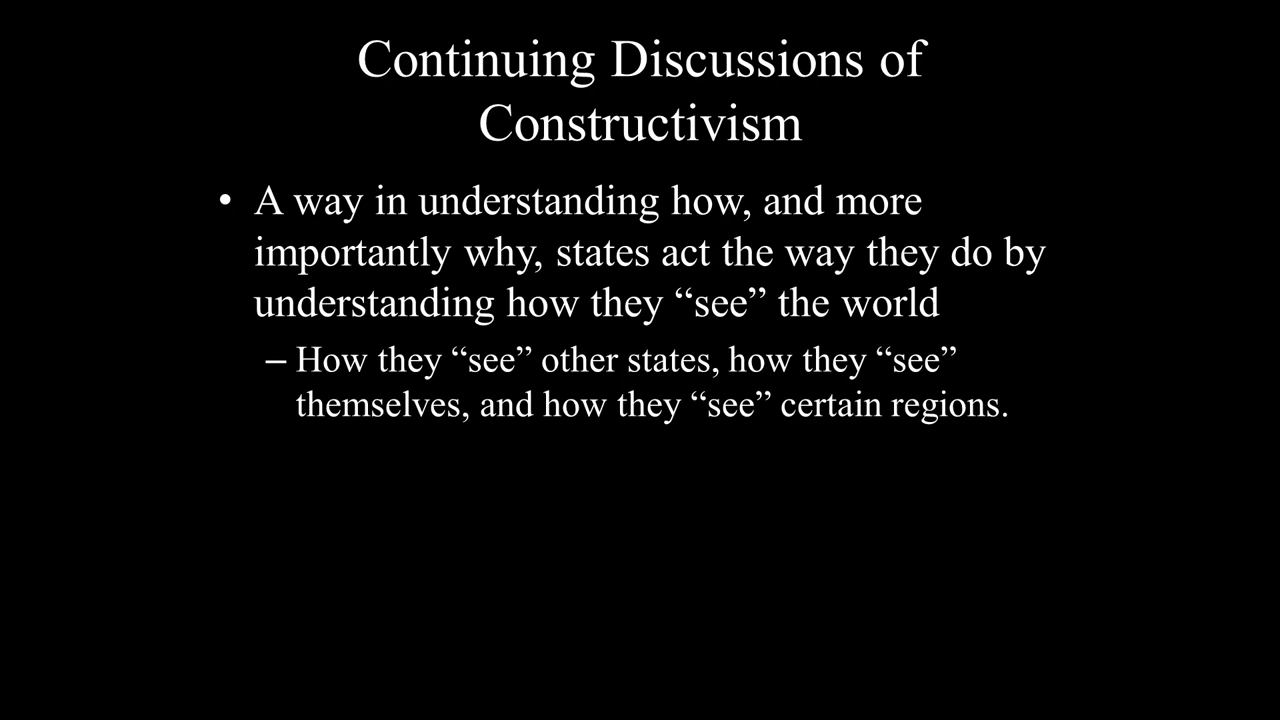 Continuing Discussions of
Constructivism
• A way in understanding how, and more
importantly why, states act the way they do by
understanding how they “see” the world
– How they “see” other states, how they “see”
themselves, and how they “see” certain regions.